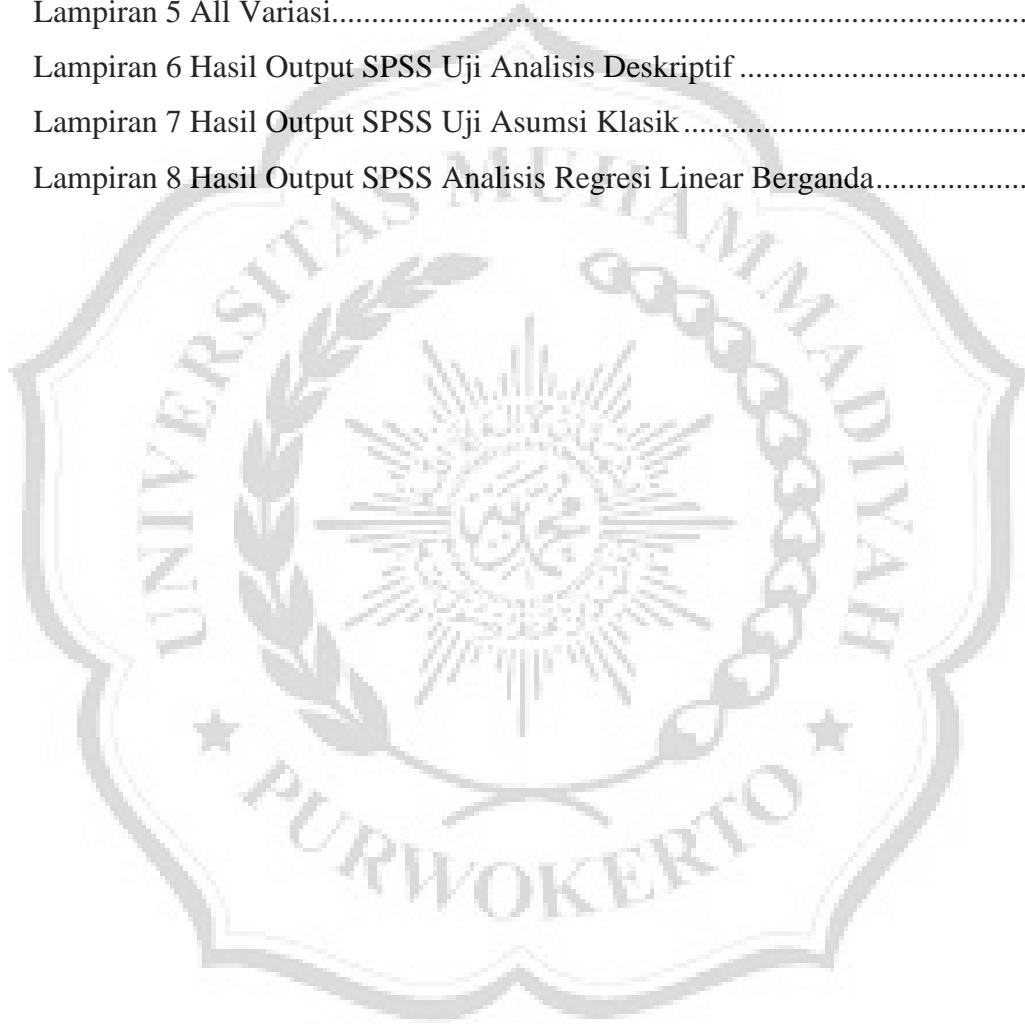 Lampiran 5 All Variasi.....................................................................................
Lampiran 6 Hasil Output SPSS Uji Analisis Deskriptif ...................................
Lampiran 7 Hasil Output SPSS Uji Asumsi Klasik ..........................................
Lampiran 8 Hasil Output SPSS Analisis Regresi Linear Berganda..................
UNIVERSITAS MUHAMMADIYAH
PURWOKERTO